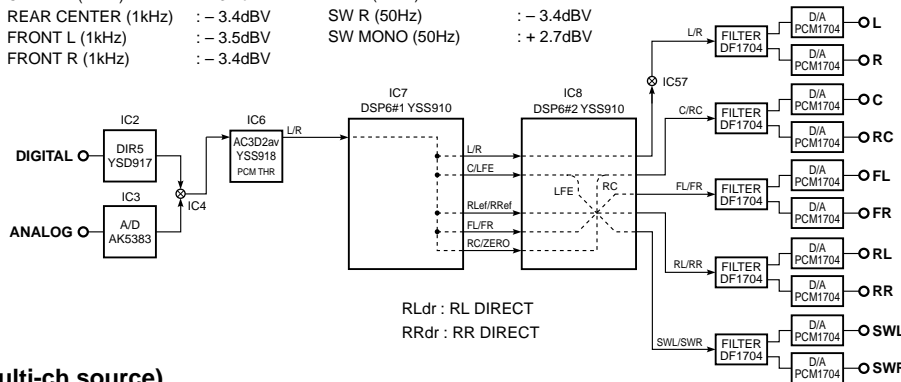 REAR CENTER (1kHz) : – 3.4dBV
FRONT L (1kHz) : – 3.5dBV
FRONT R (1kHz) : – 3.4dBV
SW R (50Hz) : – 3.4dBV
SW MONO (50Hz) : + 2.7dBV
DIGITAL
IC2
DIR5
YSD917
IC3
A/D
AK5383
ANALOG
IC4
IC6
AC3D2av
YSS918
PCM THR
L/R
IC7
DSP6#1 YSS910
L/R
C/LFE
RLef/RRef
FL/FR
RC/ZERO
IC8
DSP6#2 YSS910
LFE
RC
IC57
L/R
C/RC
FL/FR
RL/RR
SWL/SWR
FILTER
DF1704
D/A
PCM1704
L
D/A
PCM1704
R
FILTER
DF1704
D/A
PCM1704
C
D/A
PCM1704
RC
FILTER
DF1704
D/A
PCM1704
FL
D/A
PCM1704
FR
FILTER
DF1704
D/A
PCM1704
RL
D/A
PCM1704
RR
FILTER
DF1704
D/A
PCM1704
SWL
D/A
PCM1704
SWR
RLdr : RL DIRECT
RRdr : RR DIRECT
ulti-ch source)